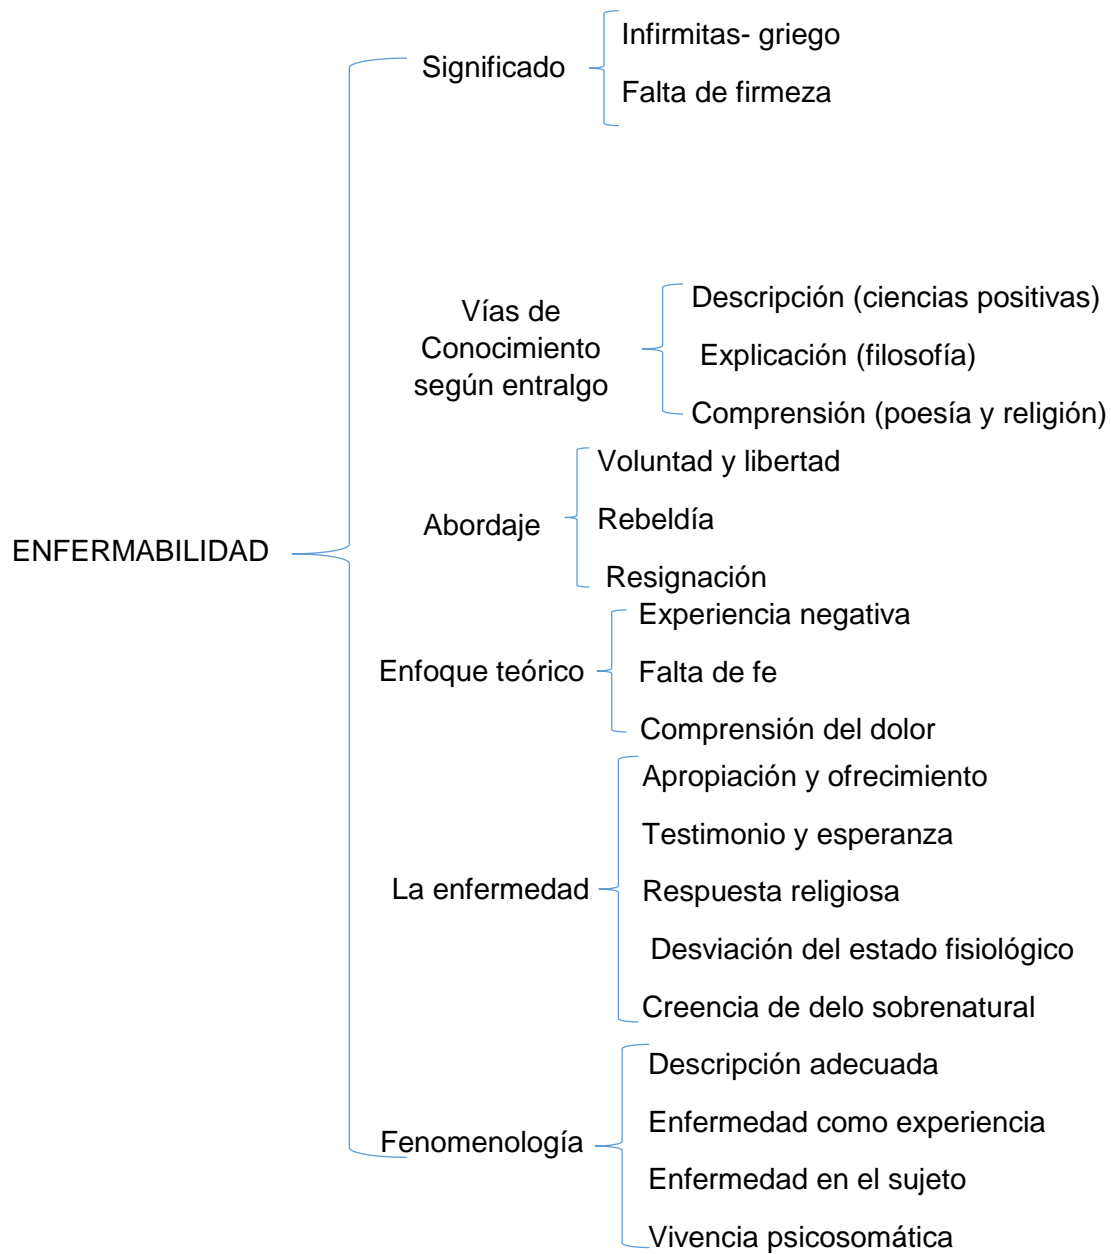 ENFERMABILIDAD
Significado
Infirmitas- griego
Falta de firmeza
Vías de
Conocimiento
según entralgo
Descripción (ciencias positivas)
Explicación (filosofía)
Comprensión (poesía y religión)
Abordaje
Voluntad y libertad
Rebeldía
Resignación
Enfoque teórico
Experiencia negativa
Falta de fe
Comprensión del dolor
La enfermedad
Apropiación y ofrecimiento
Testimonio y esperanza
Respuesta religiosa
Desviación del estado fisiológico
Creencia de delo sobrenatural
Fenomenología
Descripción adecuada
Enfermedad como experiencia
Enfermedad en el sujeto
Vivencia psicosomática